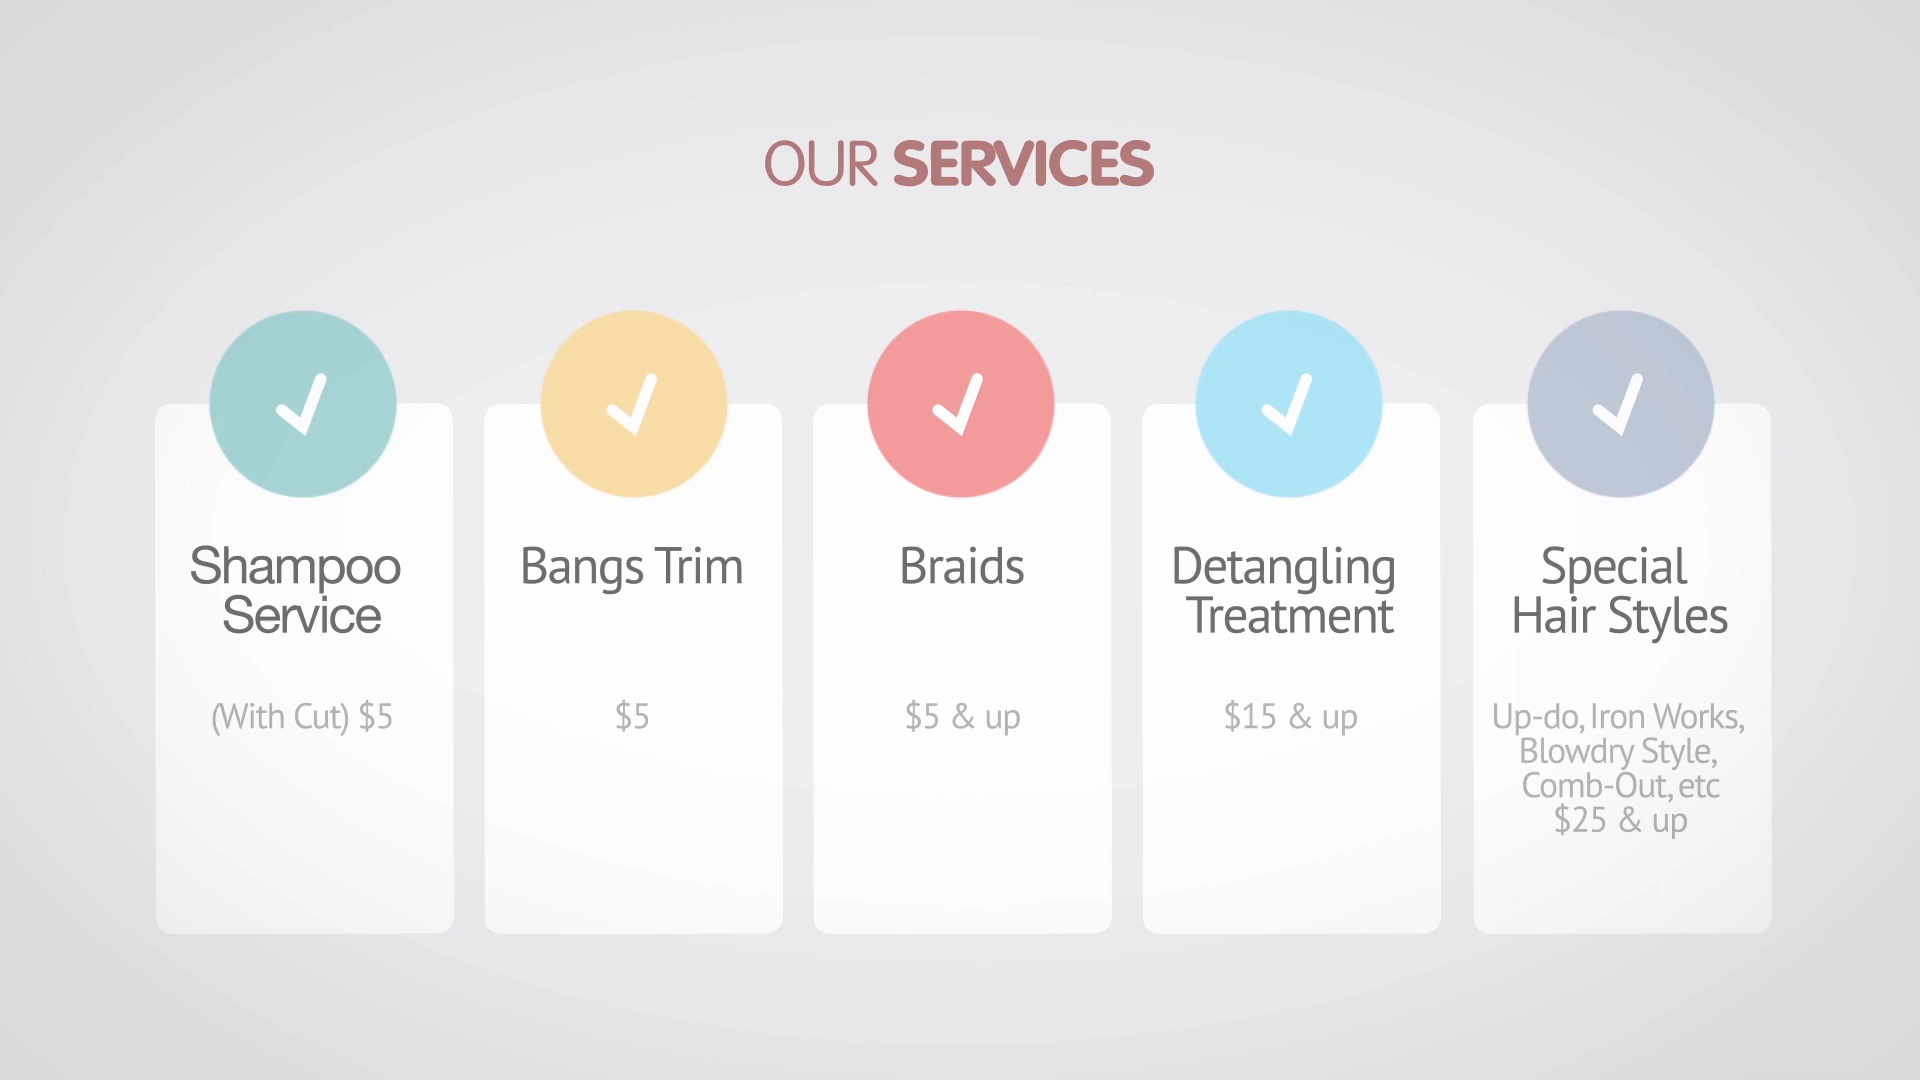 OUR SERVICES
Shampoo
Service
(With Cut) $5
Bangs Trim
$5
Braids
$5 & up
Detangling
Treatment
$15 & up
Special
Hair Styles
Up-do, Iron Works,
Blowdry Style,
Comb-Out, etc
$25 & up